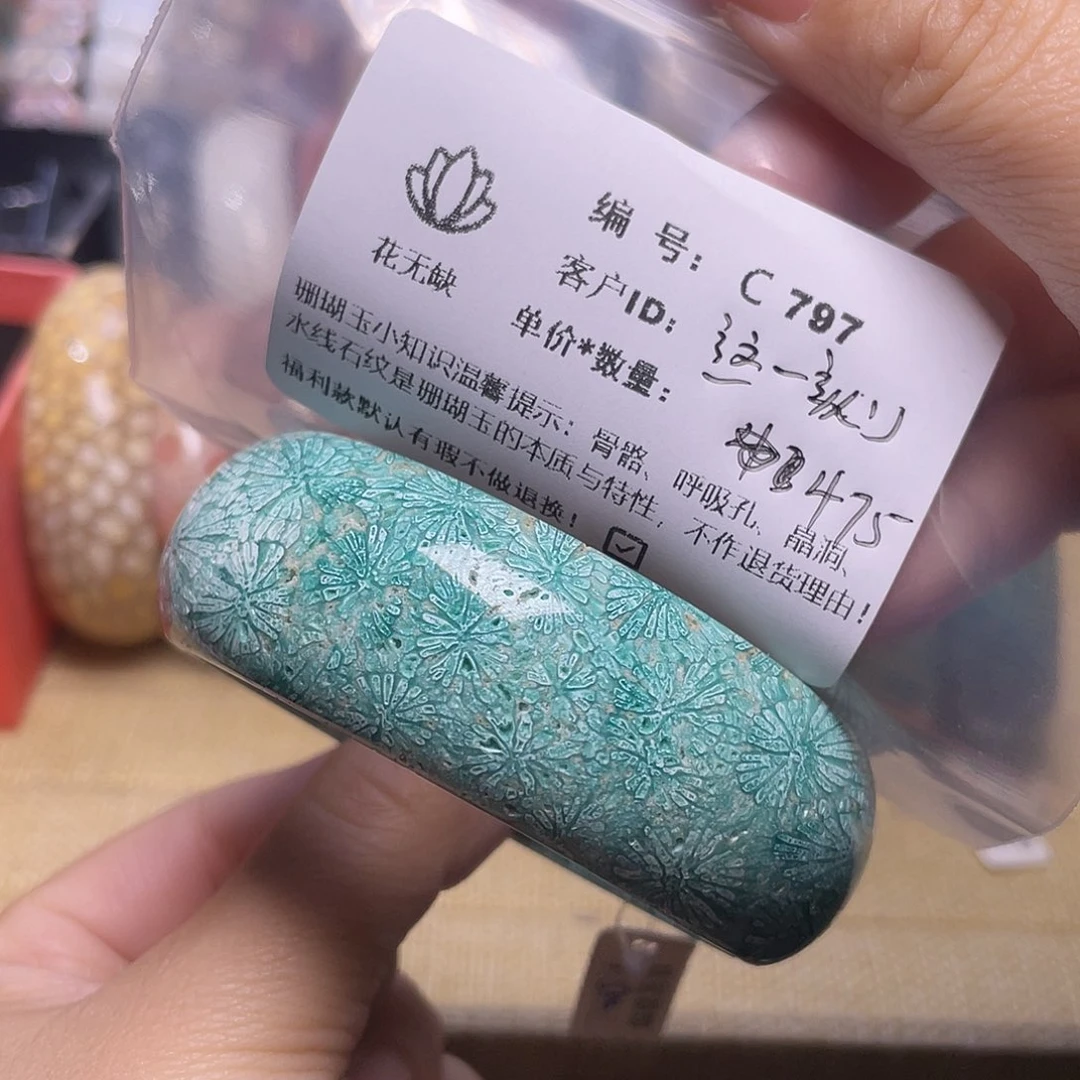 花无缺
编 号: C 797
客户ID: 这一
单价*数量: 475
珊瑚玉小知识温馨提示: 骨骼、呼吸孔、晶洞、
水线石纹是珊瑚玉的本质与特性, 不作退货理由!
福利款默认有瑕不做退换! ☑